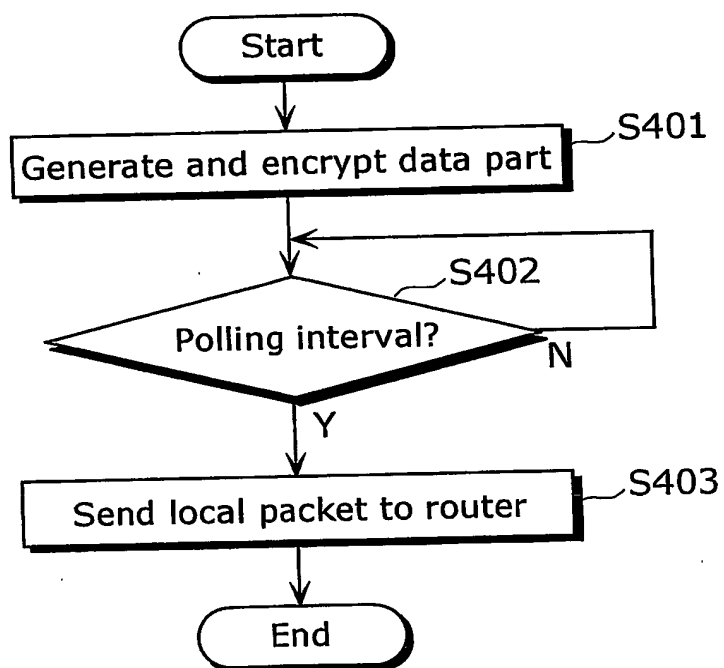 Start
S401
Generate and encrypt data part
S402
Polling interval?
N
Y
S403
Send local packet to router
End